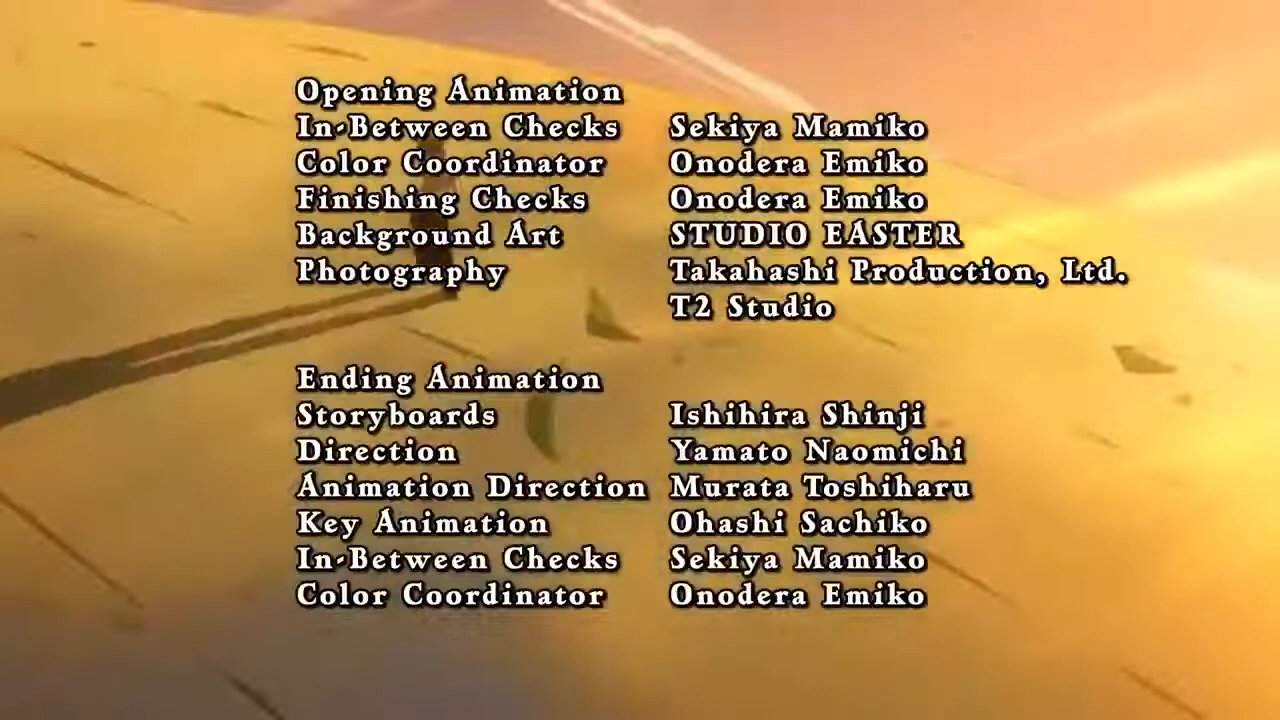 Opening Animation
In-Between Checks Sekiya Mamiko
Color Coordinator Onodera Emiko
Finishing Checks Onodera Emiko
Background Art STUDIO EASTER
Photography Takahashi Production, Ltd.
T2 Studio
Ending Animation
Storyboards Ishihira Shinji
Direction Yamato Naomichi
Animation Direction Murata Toshiharu
Key Animation Ohashi Sachiko
In-Between Checks Sekiya Mamiko
Color Coordinator Onodera Emiko